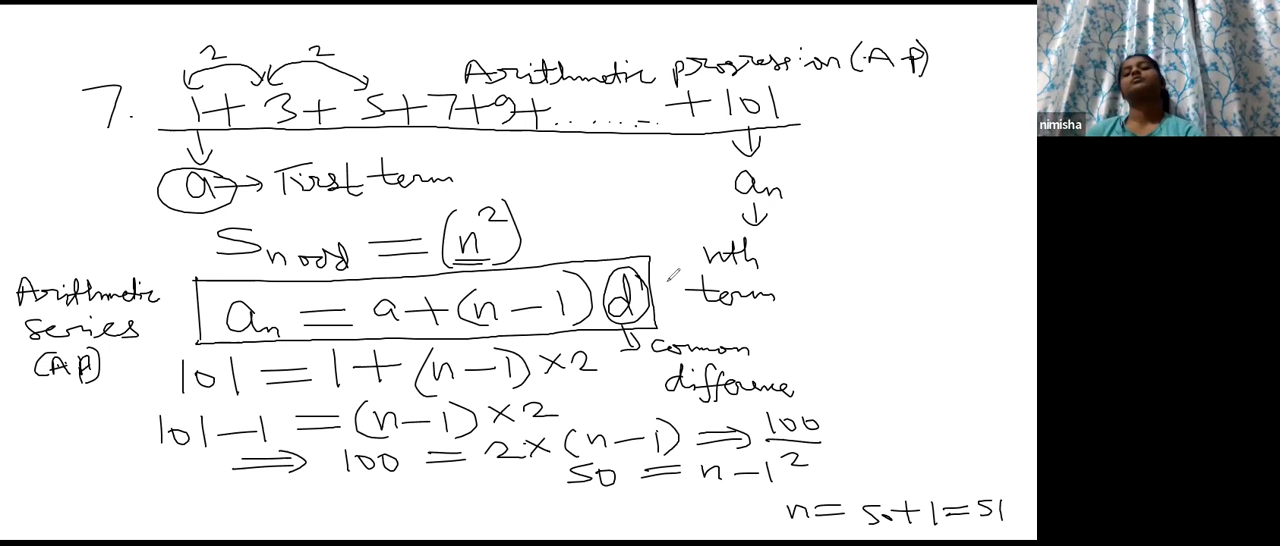 2 2
Arithmetic progression (A P)
7. 1 + 3 + 5 + 7 + 9 + ........ + 101
a → First term
an
nth term
S n odd = (n²)
Arithmetic series (A.P)
an = a + (n - 1) d
common difference
101 = 1 + (n - 1) × 2
101 - 1 = (n - 1) × 2
⇒ 100 = 2 × (n - 1) ⇒ 100/2
50 = n - 1
n = 50 + 1 = 51
nimisha